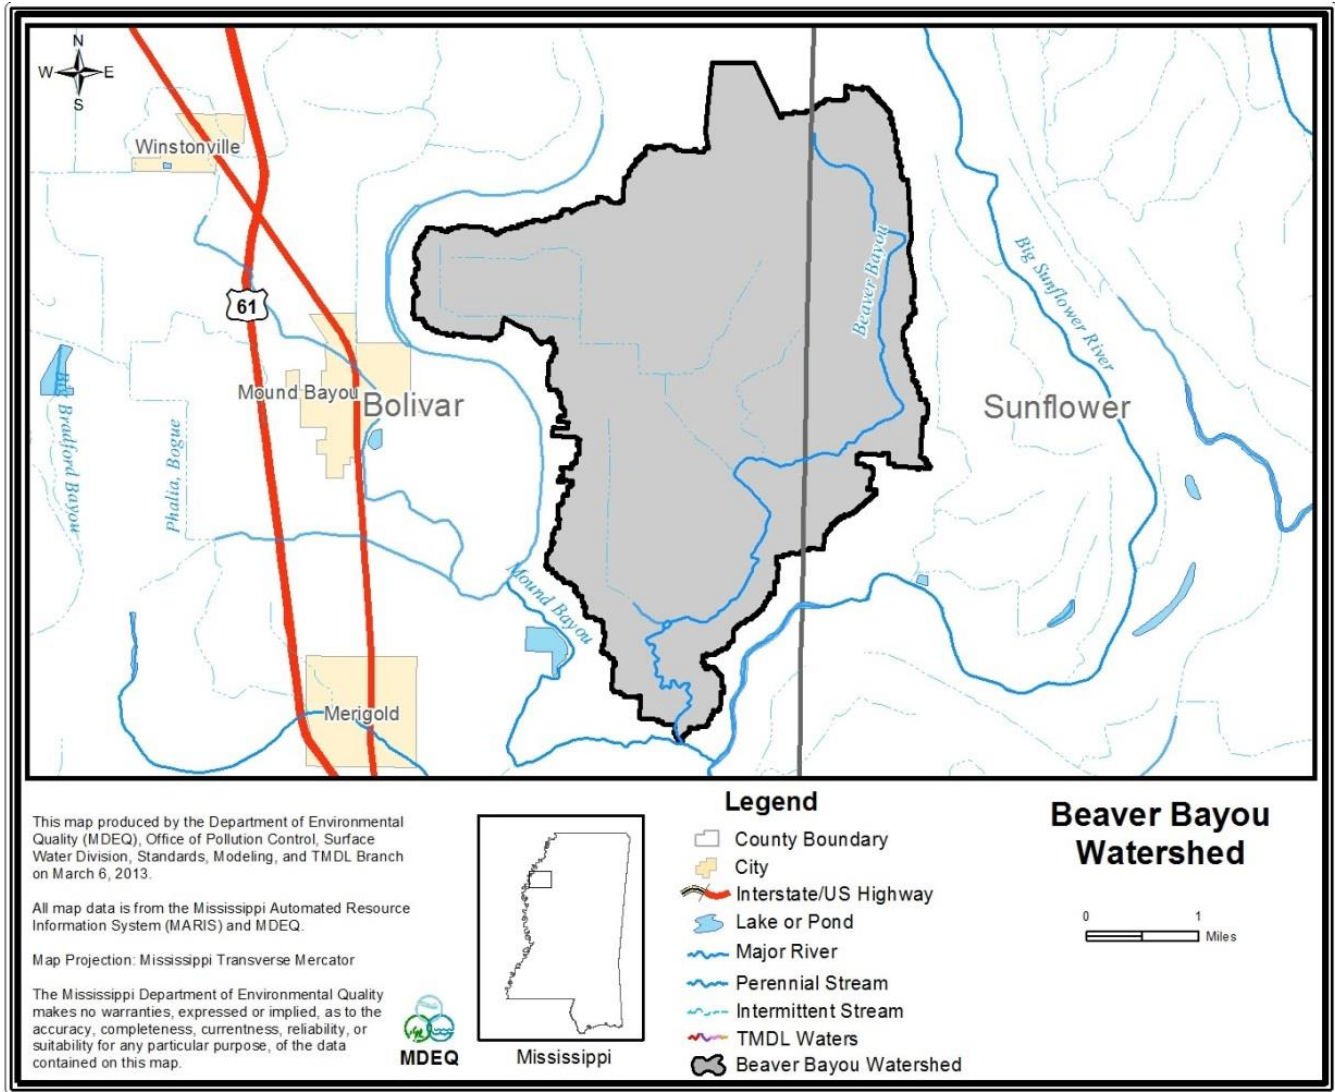 N
W E
S
Winstonville
61
Mound Bayou
Bolivar
Big Bradford Bayou
Phalia, Bogue
Merigold
Mound Bayou
Beaver Bayou
Big Sunflower River
Sunflower
This map produced by the Department of Environmental
Quality (MDEQ), Office of Pollution Control, Surface
Water Division, Standards, Modeling, and TMDL Branch
on March 6, 2013.
All map data is from the Mississippi Automated Resource
Information System (MARIS) and MDEQ.
Map Projection: Mississippi Transverse Mercator
The Mississippi Department of Environmental Quality
makes no warranties, expressed or implied, as to the
accuracy, completeness, currentness, reliability, or
suitability for any particular purpose, of the data
contained on this map.
MDEQ
Mississippi
Legend
County Boundary
City
Interstate/US Highway
Lake or Pond
Major River
Perennial Stream
Intermittent Stream
TMDL Waters
Beaver Bayou Watershed
Beaver Bayou
Watershed
0 1
Miles